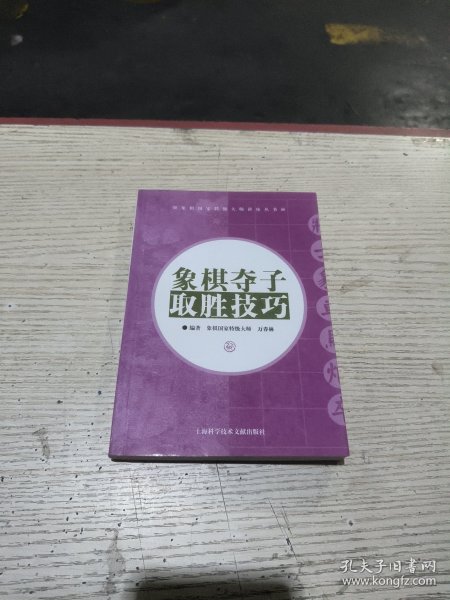 象棋夺子
取胜技巧
编著 象棋国家特级大师 万春林
上海科学技术文献出版社
孔夫子旧书网
www.kongfz.com